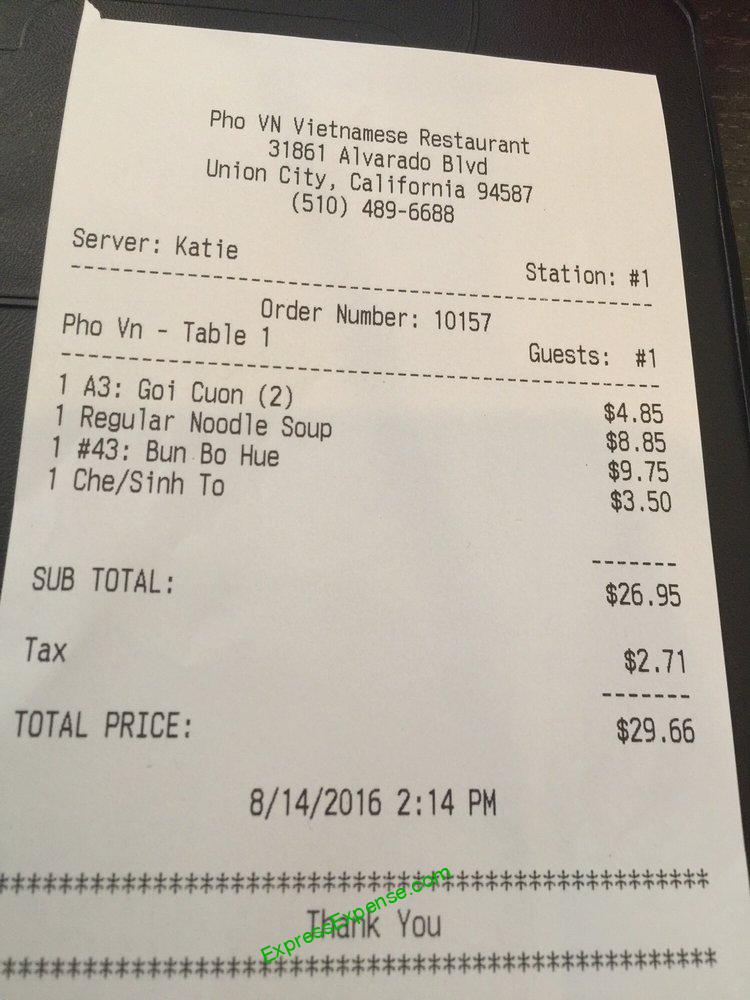 Pho VN Vietnamese Restaurant
31861 Alvarado Blvd
Union City, California 94587
(510) 489-6688
Server: Katie Station: #1
--------------------------------------------------
Order Number: 10157
Pho Vn - Table 1 Guests: #1
--------------------------------------------------
1 A3: Goi Cuon (2) $4.85
1 Regular Noodle Soup $8.85
1 #43: Bun Bo Hue $9.75
1 Che/Sinh To $3.50
-------
SUB TOTAL: $26.95
Tax $2.71
-------
TOTAL PRICE: $29.66
8/14/2016 2:14 PM
**************************************************
Thank You
ExpressExpense.com
**************************************************